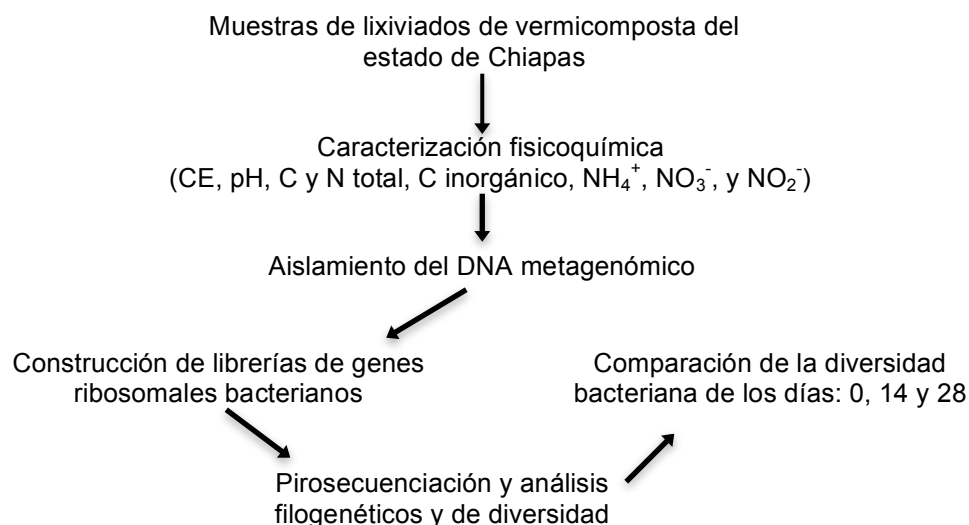 Muestras de lixiviados de vermicomposta del
estado de Chiapas
Caracterización fisicoquímica
(CE, pH, C y N total, C inorgánico, NH₄⁺, NO₃⁻, y NO₂⁻)
Aislamiento del DNA metagenómico
Construcción de librerías de genes
ribosomales bacterianos
Comparación de la diversidad
bacteriana de los días: 0, 14 y 28
Pirosecuenciación y análisis
filogenéticos y de diversidad